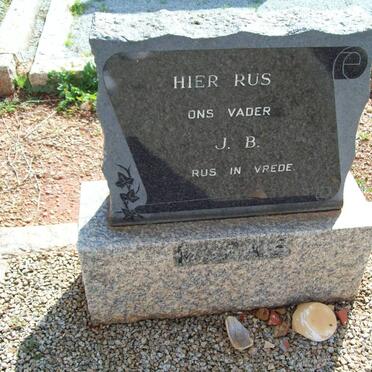 HIER RUS
ONS VADER
J. B.
RUS IN VREDE